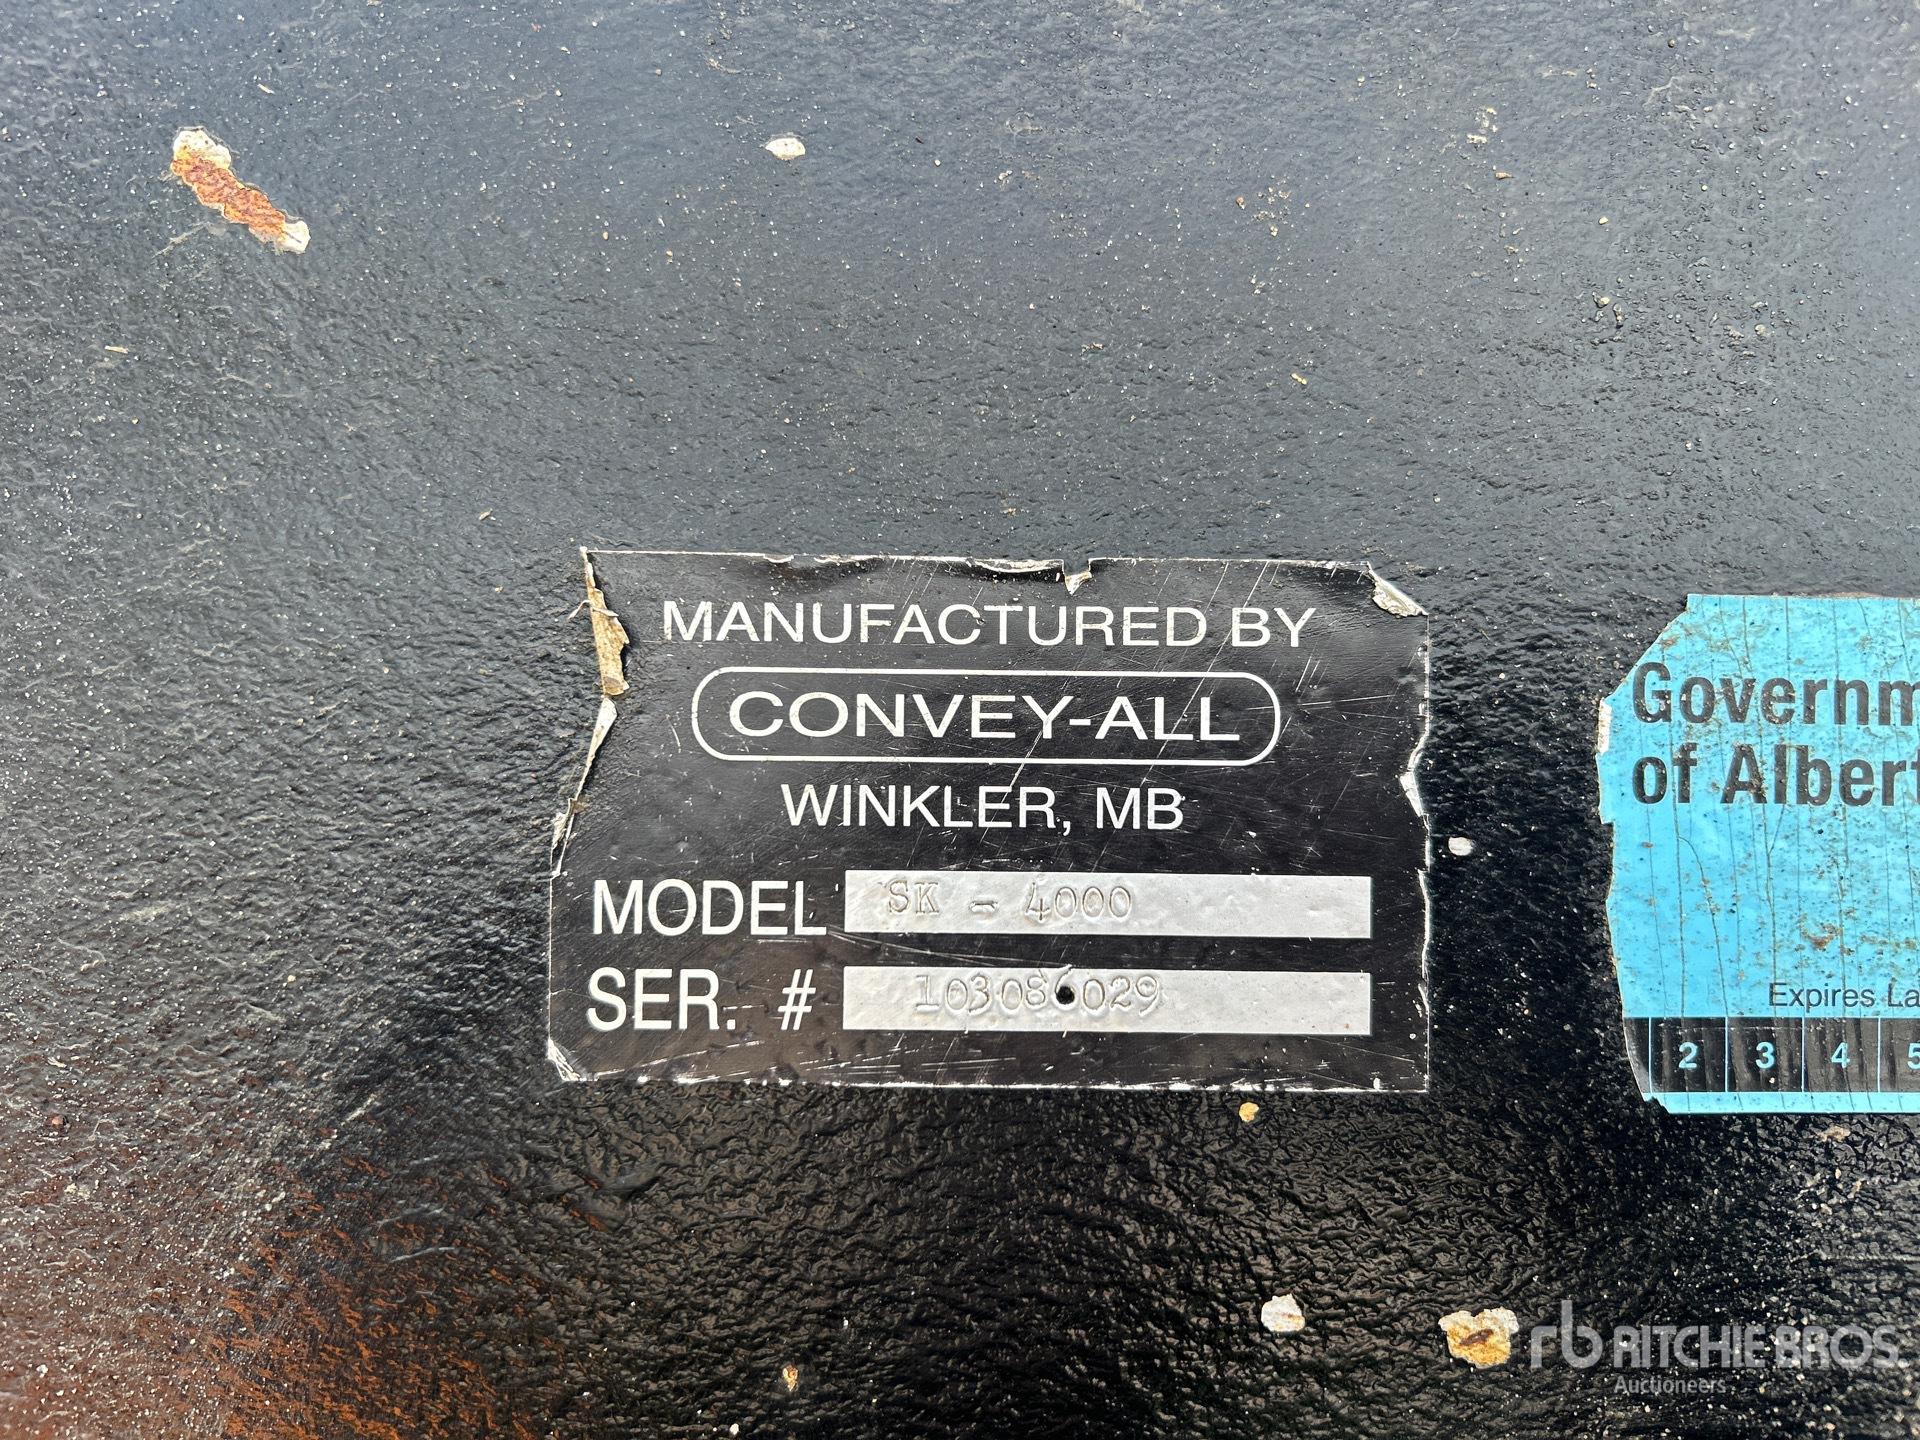 MANUFACTURED BY
CONVEY-ALL
WINKLER, MB
MODEL SK - 4000
SER. # 103086029
Governm
of Albert
Expires La
2 3 4 5
rb RITCHIE BROS.
Auctioneers